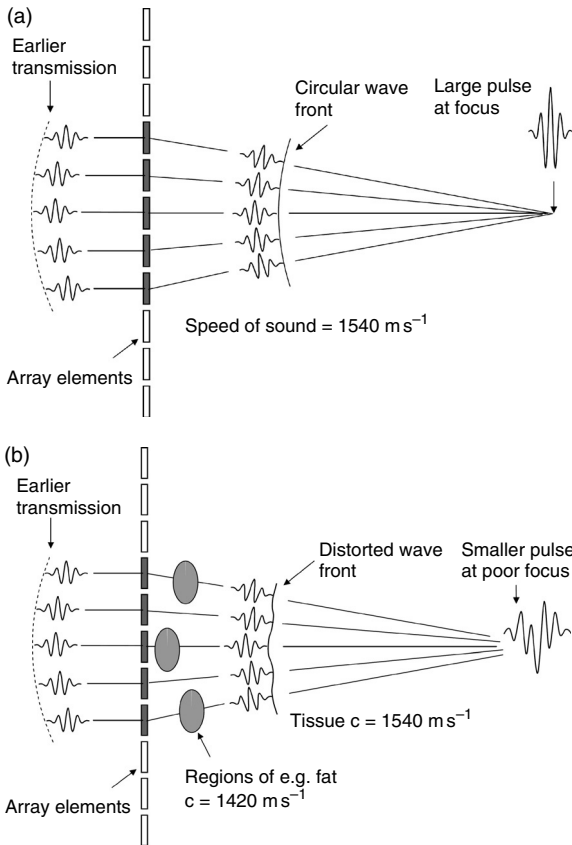 (a)
Earlier
transmission
Circular wave
front
Large pulse
at focus
Speed of sound = 1540 m s⁻¹
Array elements
(b)
Earlier
transmission
Distorted wave
front
Smaller pulse
at poor focus
Tissue c = 1540 m s⁻¹
Regions of e.g. fat
c = 1420 m s⁻¹
Array elements